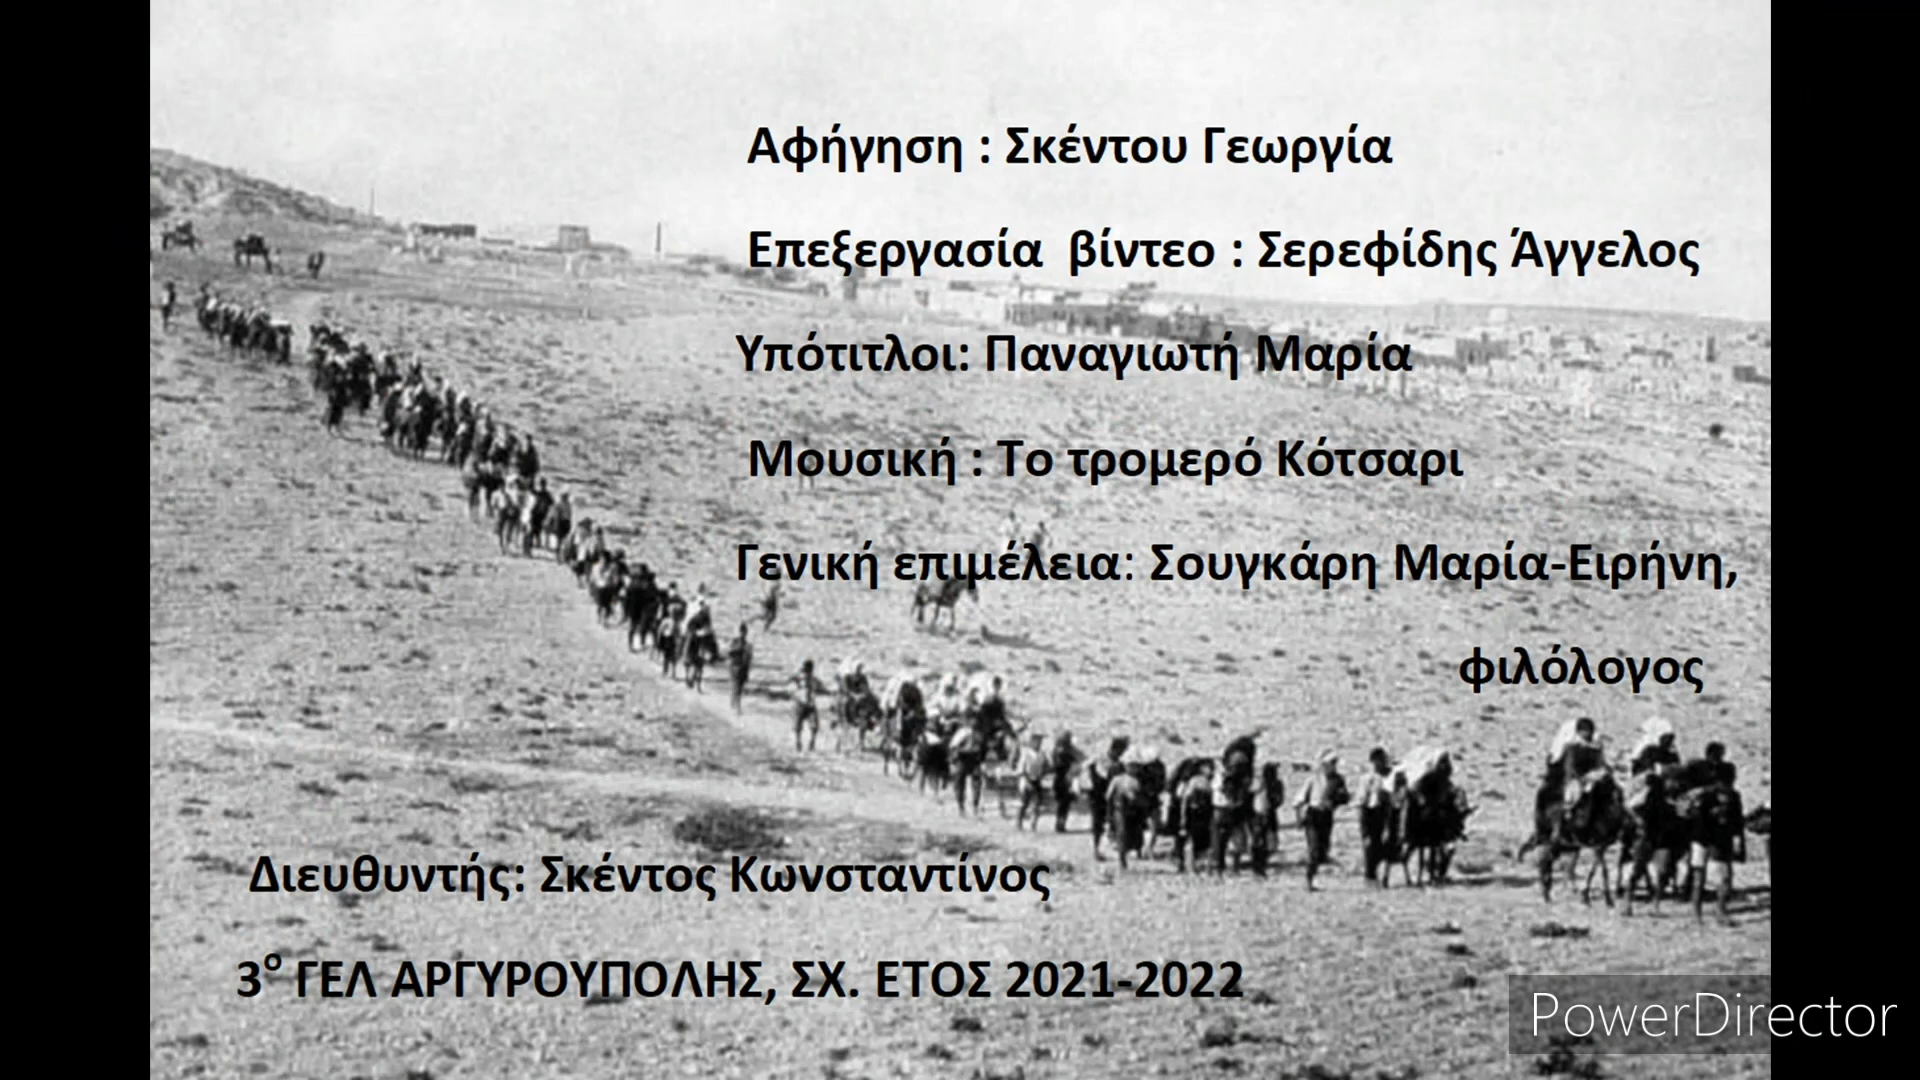 Αφήγηση : Σκέντου Γεωργία
Επεξεργασία βίντεο : Σερεφίδης Άγγελος
Υπότιτλοι: Παναγιωτή Μαρία
Μουσική : Το τρομερό Κότσαρι
Γενική επιμέλεια: Σουγκάρη Μαρία-Ειρήνη,
φιλόλογος
Διευθυντής: Σκέντος Κωνσταντίνος
3ο ΓΕΛ ΑΡΓΥΡΟΥΠΟΛΗΣ, ΣΧ. ΕΤΟΣ 2021-2022
PowerDirector